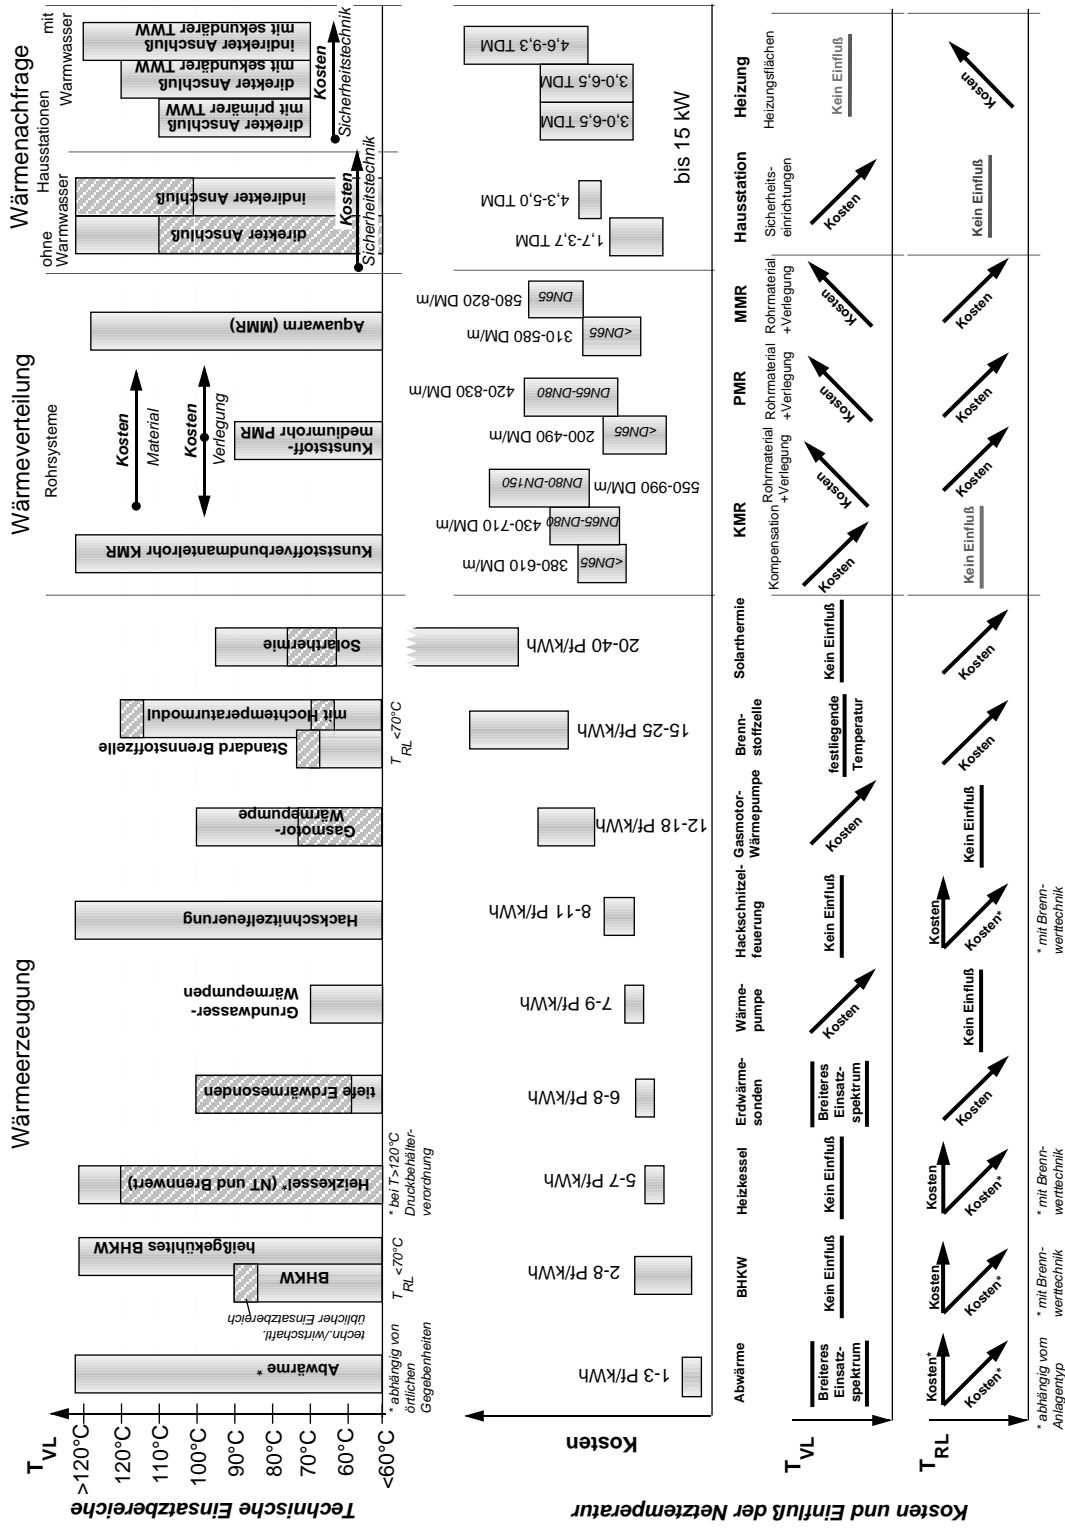 Wärmeerzeugung
Wärmeverteilung
Wärmenachfrage
Rohrsysteme
Hausstationen
ohne
Warmwasser
mit
Warmwasser
Technische Einsatzbereiche
TVL
>120°C
120°C
110°C
100°C
90°C
80°C
70°C
60°C
<60°C
Abwärme *
* abhängig von
örtlichen
Gegebenheiten
techn./wirtschaftl.
üblicher Einsatzbereich
BHKW
heißgekühltes BHKW
TRL <70°C
Heizkessel* (NT und Brennwert)
* bei T>120°C
Druckbehälter-
verordnung
tiefe Erdwärmesonden
Grundwasser-
Wärmepumpen
Hackschnitzelfeuerung
Gasmotor-
Wärmepumpe
Standard Brennstoffzelle
mit Hochtemperaturmodul
TRL <70°C
Solarthermie
Kunststoffverbundmantelrohr KMR
Kosten
Material
Kosten
Verlegung
Kunststoff-
mediumrohr PMR
Aquawarm (MMR)
direkter Anschluß
indirekter Anschluß
Kosten
Sicherheitstechnik
direkter Anschluß
mit primärer TWW
direkter Anschluß
mit sekundärer TWW
indirekter Anschluß
mit sekundärer TWW
Kosten
Sicherheitstechnik
Kosten und Einfluß der Netztemperatur
Kosten
1-3 Pf/kWh
2-8 Pf/kWh
5-7 Pf/kWh
6-8 Pf/kWh
7-9 Pf/kWh
8-11 Pf/kWh
12-18 Pf/kWh
15-25 Pf/kWh
20-40 Pf/kWh
380-610 DM/m
<DN65
430-710 DM/m
DN65-DN80
550-990 DM/m
DN80-DN150
200-490 DM/m
<DN65
420-830 DM/m
DN65-DN80
310-580 DM/m
<DN65
580-820 DM/m
DN65
1,7-3,7 TDM
4,3-5,0 TDM
3,0-6,5 TDM
3,0-6,5 TDM
4,6-9,3 TDM
bis 15 kW
Abwärme
BHKW
Heizkessel
Erdwärme-
sonden
Wärme-
pumpe
Hackschnitzel-
feuerung
Gasmotor-
Wärmepumpe
Brenn-
stoffzelle
Solarthermie
KMR
Kompensation
Rohrmaterial
+Verlegung
PMR
Rohrmaterial
+Verlegung
MMR
Rohrmaterial
+Verlegung
Hausstation
Sicherheits-
einrichtungen
Heizung
Heizungsflächen
TVL
Breiteres
Einsatz-
spektrum
Kein Einfluß
Kein Einfluß
Breiteres
Einsatz-
spektrum
Kosten
Kein Einfluß
Kosten
festliegende
Temperatur
Kein Einfluß
Kosten
Kosten
Kosten
Kosten
Kosten
Kein Einfluß
TRL
Kosten*
Kosten*
Kosten
Kosten*
Kosten
Kosten*
Kosten
Kein Einfluß
Kosten
Kosten*
Kein Einfluß
Kosten
Kosten
Kein Einfluß
Kosten
Kosten
Kosten
Kein Einfluß
Kosten
* abhängig vom
Anlagentyp
* mit Brenn-
werttechnik
* mit Brenn-
werttechnik
* mit Brenn-
werttechnik